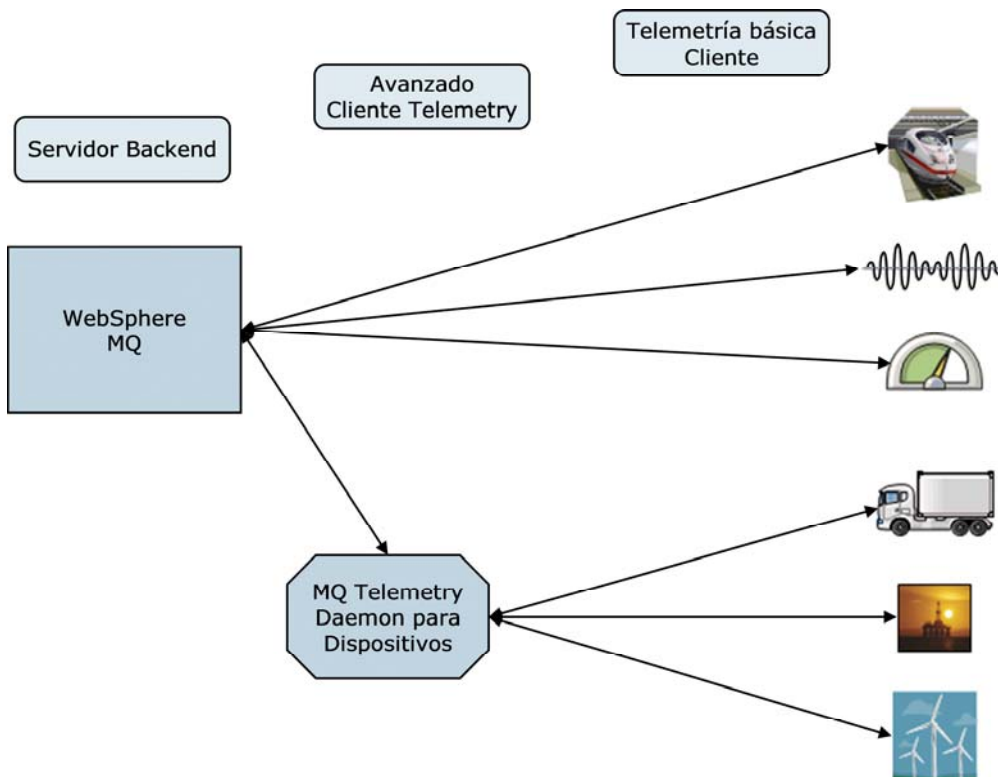 Telemetría básica
Cliente
Avanzado
Cliente Telemetry
Servidor Backend
WebSphere
MQ
MQ Telemetry
Daemon para
Dispositivos